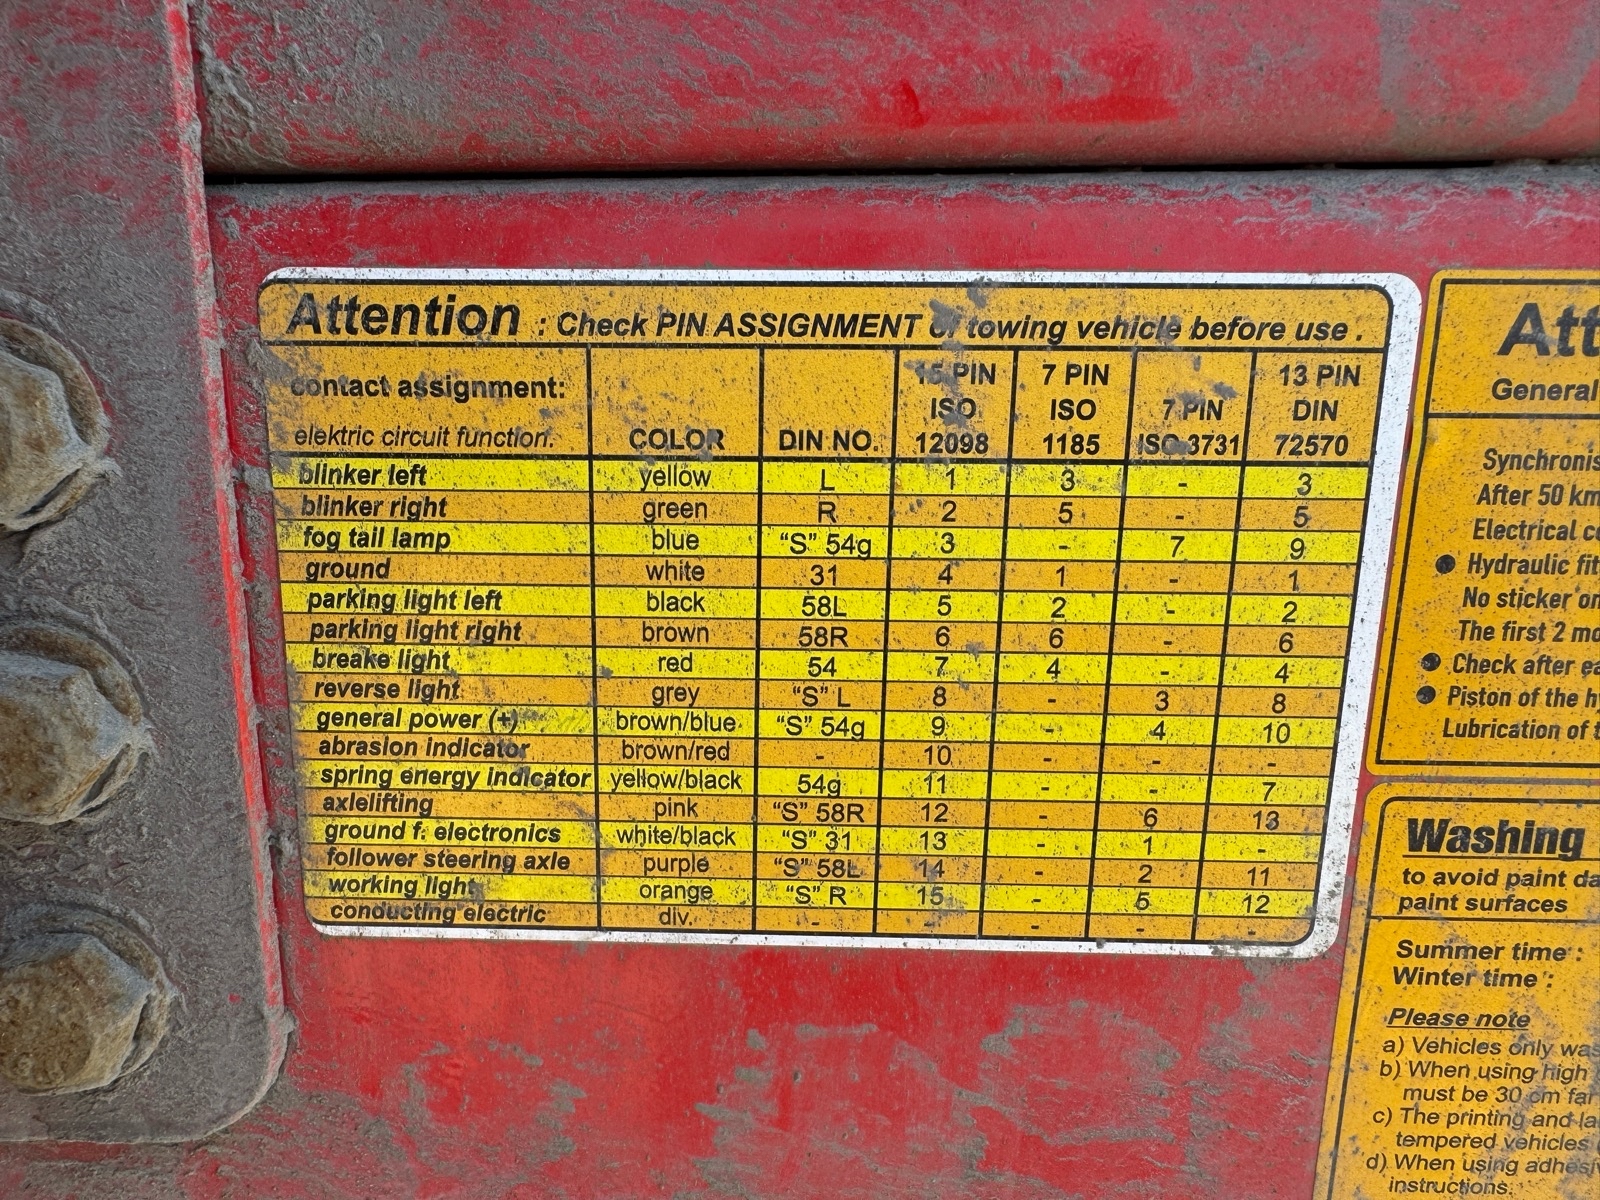 Attention : Check PIN ASSIGNMENT of towing vehicle before use .
contact assignment:
elektric circuit function. COLOR DIN NO. 15 PIN ISO 12098 7 PIN ISO 1185 7 PIN ISO 3731 13 PIN DIN 72570
blinker left yellow L 1 3 - 3
blinker right green R 2 5 - 5
fog tail lamp blue "S" 54g 3 - 7 9
ground white 31 4 1 - 1
parking light left black 58L 5 2 - 2
parking light right brown 58R 6 6 - 6
breake light red 54 7 4 - 4
reverse light grey "S" L 8 - 3 8
general power (+) brown/blue "S" 54g 9 - 4 10
abrasion indicator brown/red - 10 - - -
spring energy indicator yellow/black 54g 11 - - 7
axlelifting pink "S" 58R 12 - 6 13
ground f. electronics white/black "S" 31 13 - 1 -
follower steering axle purple "S" 58L 14 - 2 11
working light orange "S" R 15 - 5 12
conducting electric div. - - - - -
Att
General
Synchronis
After 50 km
Electrical co
● Hydraulic fit
No sticker on
The first 2 mo
● Check after ea
● Piston of the hy
Lubrication of t
Washing
to avoid paint da
paint surfaces
Summer time :
Winter time :
Please note
a) Vehicles only was
b) When using high
must be 30 cm far
c) The printing and la
tempered vehicles
d) When using adhesiv
instructions.